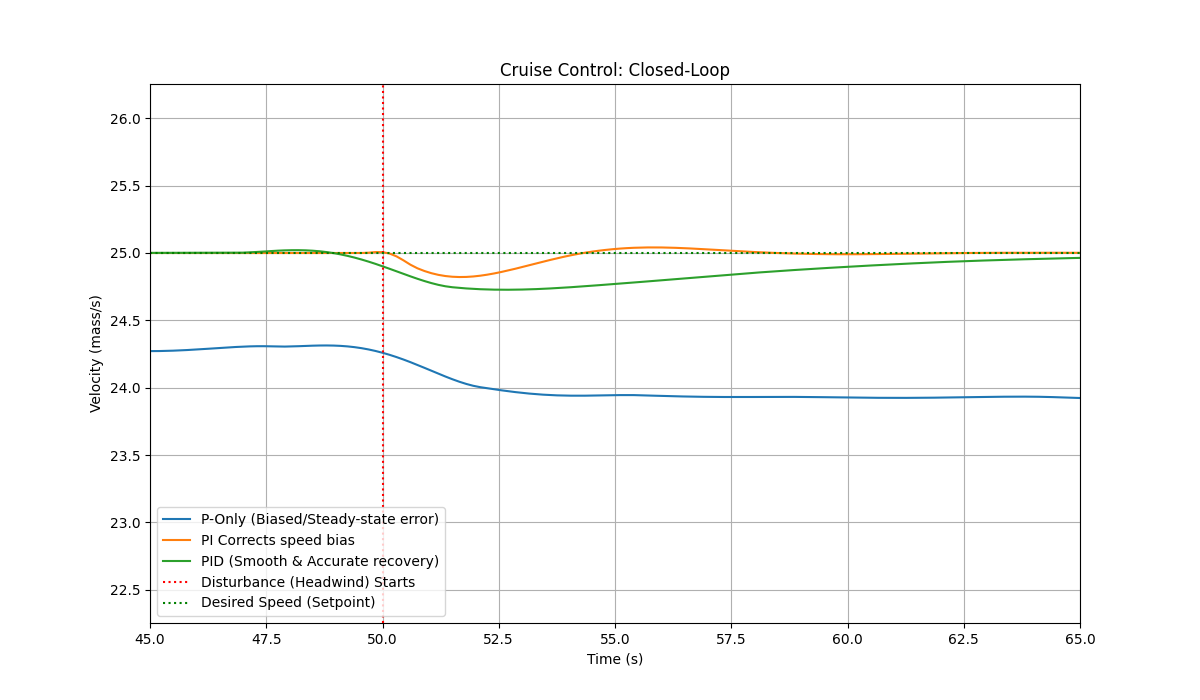 Cruise Control: Closed-Loop
26.0
25.5
25.0
24.5
24.0
23.5
23.0
22.5
Velocity (mass/s)
P-Only (Biased/Steady-state error)
PI Corrects speed bias
PID (Smooth & Accurate recovery)
Disturbance (Headwind) Starts
Desired Speed (Setpoint)
45.0 47.5 50.0 52.5 55.0 57.5 60.0 62.5 65.0
Time (s)